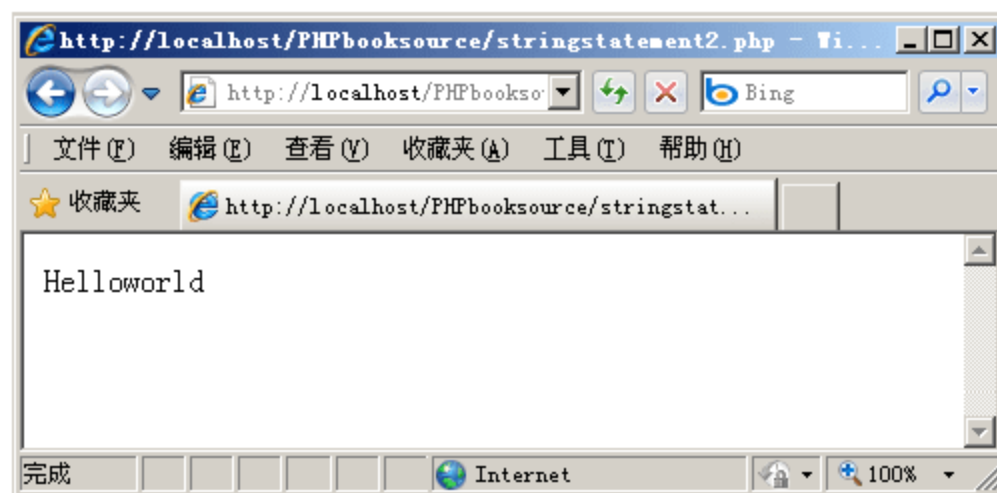 http://localhost/PHPbooksource/stringstatement2.php - Wi...
http://localhost/PHPbookso
Bing
文件(F) 编辑(E) 查看(V) 收藏夹(A) 工具(T) 帮助(H)
收藏夹 http://localhost/PHPbooksource/stringstat...
Helloworld
完成 Internet 100%